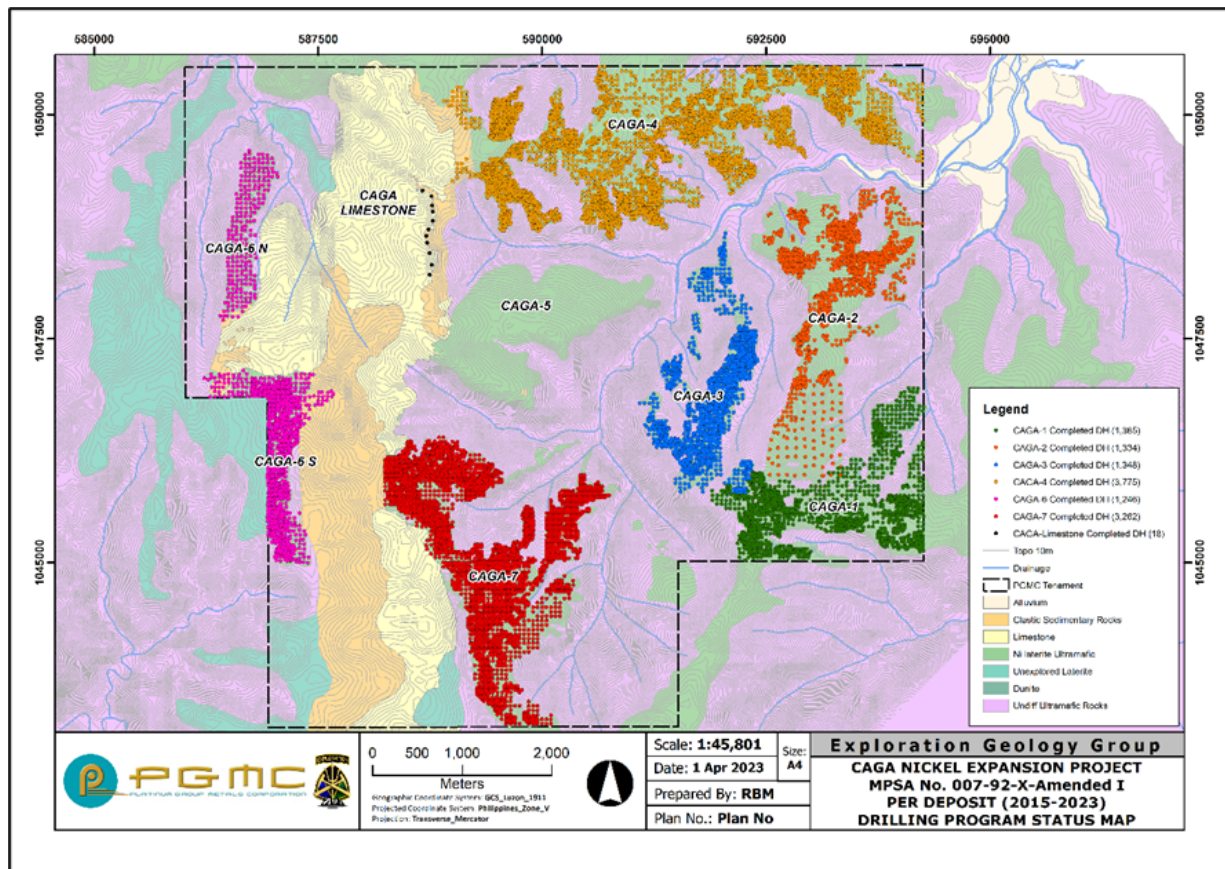 585000
587500
590000
592500
595000
1050000
1050000
CAGA-4
CAGA
LIMESTONE
CAGA-6 N
CAGA-5
CAGA-2
1047500
1047500
CAGA-3
CAGA-6 S
CAGA-1
CAGA-7
1045000
1045000
Legend
CAGA-1 Completed DH (1,365)
CAGA-2 Completed DH (1,334)
CAGA-3 Completed DH (1,348)
CAGA-4 Completed DH (3,775)
CAGA-6 Completed DH (1,246)
CAGA-7 Completed DH (3,262)
CAGA-Limestone Completed DH (18)
Topo 10m
Drainage
PGMC Tenement
Alluvium
Clastic Sedimentary Rocks
Limestone
Ni laterite Ultramafic
Unexplored Laterite
Dunite
Undiff Ultramafic Rocks
PGMC
PLATINUM GROUP METALS CORPORATION
0 500 1,000 2,000
Meters
Geographic Coordinate System: GCS_Luzon_1911
Projected Coordinate System: Philippines_Zone_V
Projection: Transverse_Mercator
Scale: 1:45,801
Size:
A4
Date: 1 Apr 2023
Prepared By: RBM
Plan No.: Plan No
Exploration Geology Group
CAGA NICKEL EXPANSION PROJECT
MPSA No. 007-92-X-Amended I
PER DEPOSIT (2015-2023)
DRILLING PROGRAM STATUS MAP